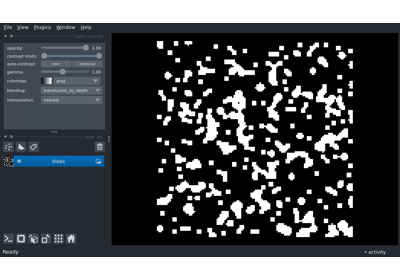 File View Plugins Window Help
opacity: 1.00
contrast limits:
auto-contrast: once continuous
gamma: 1.00
colormap: gray
blending: translucent_no_depth
interpolation: nearest
blobs
Ready
activity